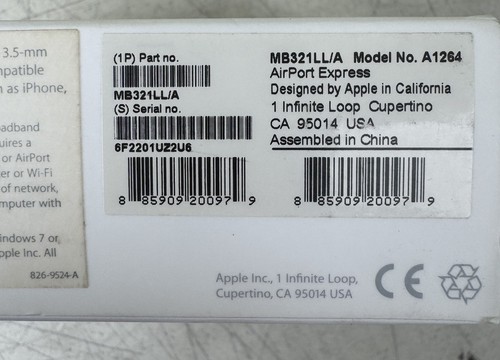 3.5-mm
mpatible
h as iPhone,
oadband
uires a
or AirPort
er or Wi-Fi
of network,
mputer with
indows 7 or
pple Inc. All
826-9524-A
(1P) Part no.
MB321LL/A
(S) Serial no.
6F2201UZ2U6
MB321LL/A Model No. A1264
AirPort Express
Designed by Apple in California
1 Infinite Loop Cupertino
CA 95014 USA
Assembled in China
8 85909 20097 9
8 85909 20097 9
Apple Inc., 1 Infinite Loop,
Cupertino, CA 95014 USA
CE